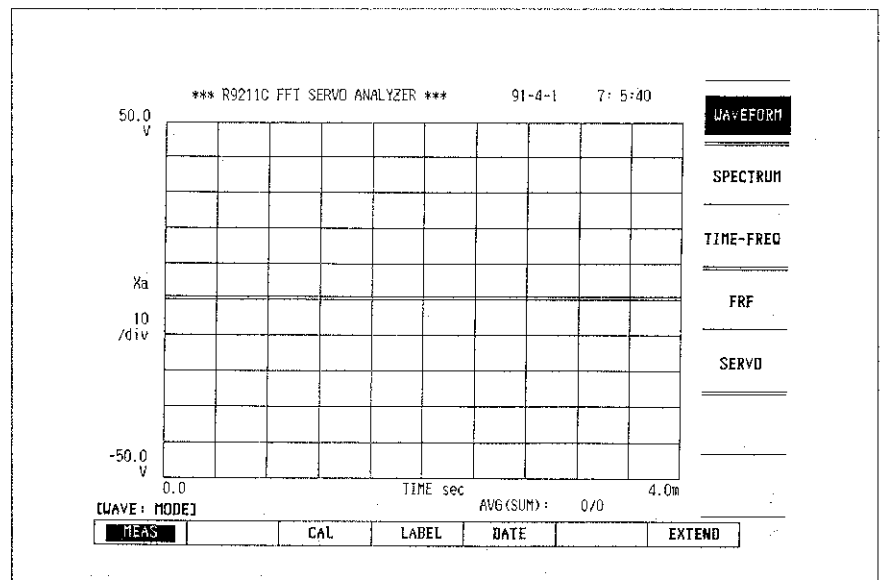 *** R9211C FFT SERVO ANALYZER *** 91-4-1 7: 5:40
50.0
V
Xa
10
/div
-50.0
V
0.0 TIME sec 4.0m
AVG(SUM): 0/0
[WAVE: MODE]
MEAS CAL LABEL DATE EXTEND
WAVEFORM
SPECTRUM
TIME-FREQ
FRF
SERVO